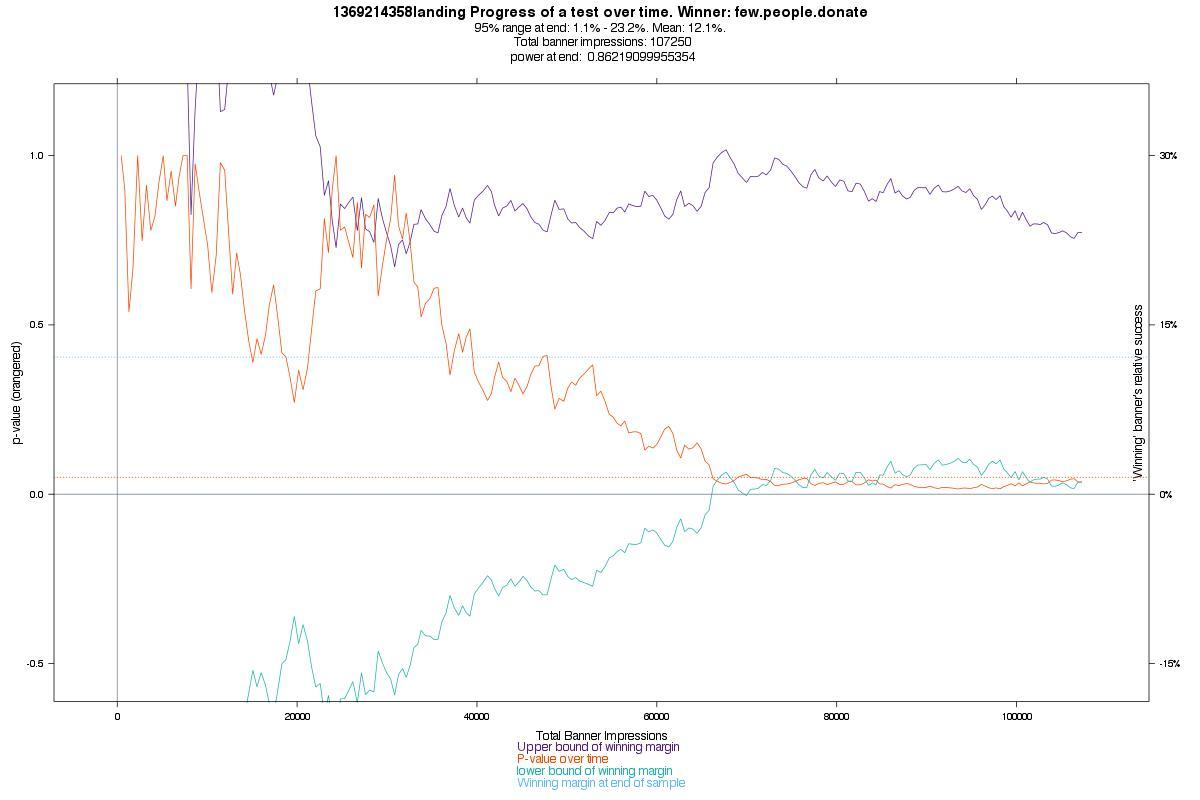 1369214358landing Progress of a test over time. Winner: few.people.donate
95% range at end: 1.1% - 23.2%. Mean: 12.1%.
Total banner impressions: 107250
power at end: 0.86219099955354
1.0
0.5
0.0
-0.5
p-value (orangered)
30%
15%
0%
-15%
'Winning' banner's relative success
0
20000
40000
60000
80000
100000
Total Banner Impressions
Upper bound of winning margin
P-value over time
lower bound of winning margin
Winning margin at end of sample